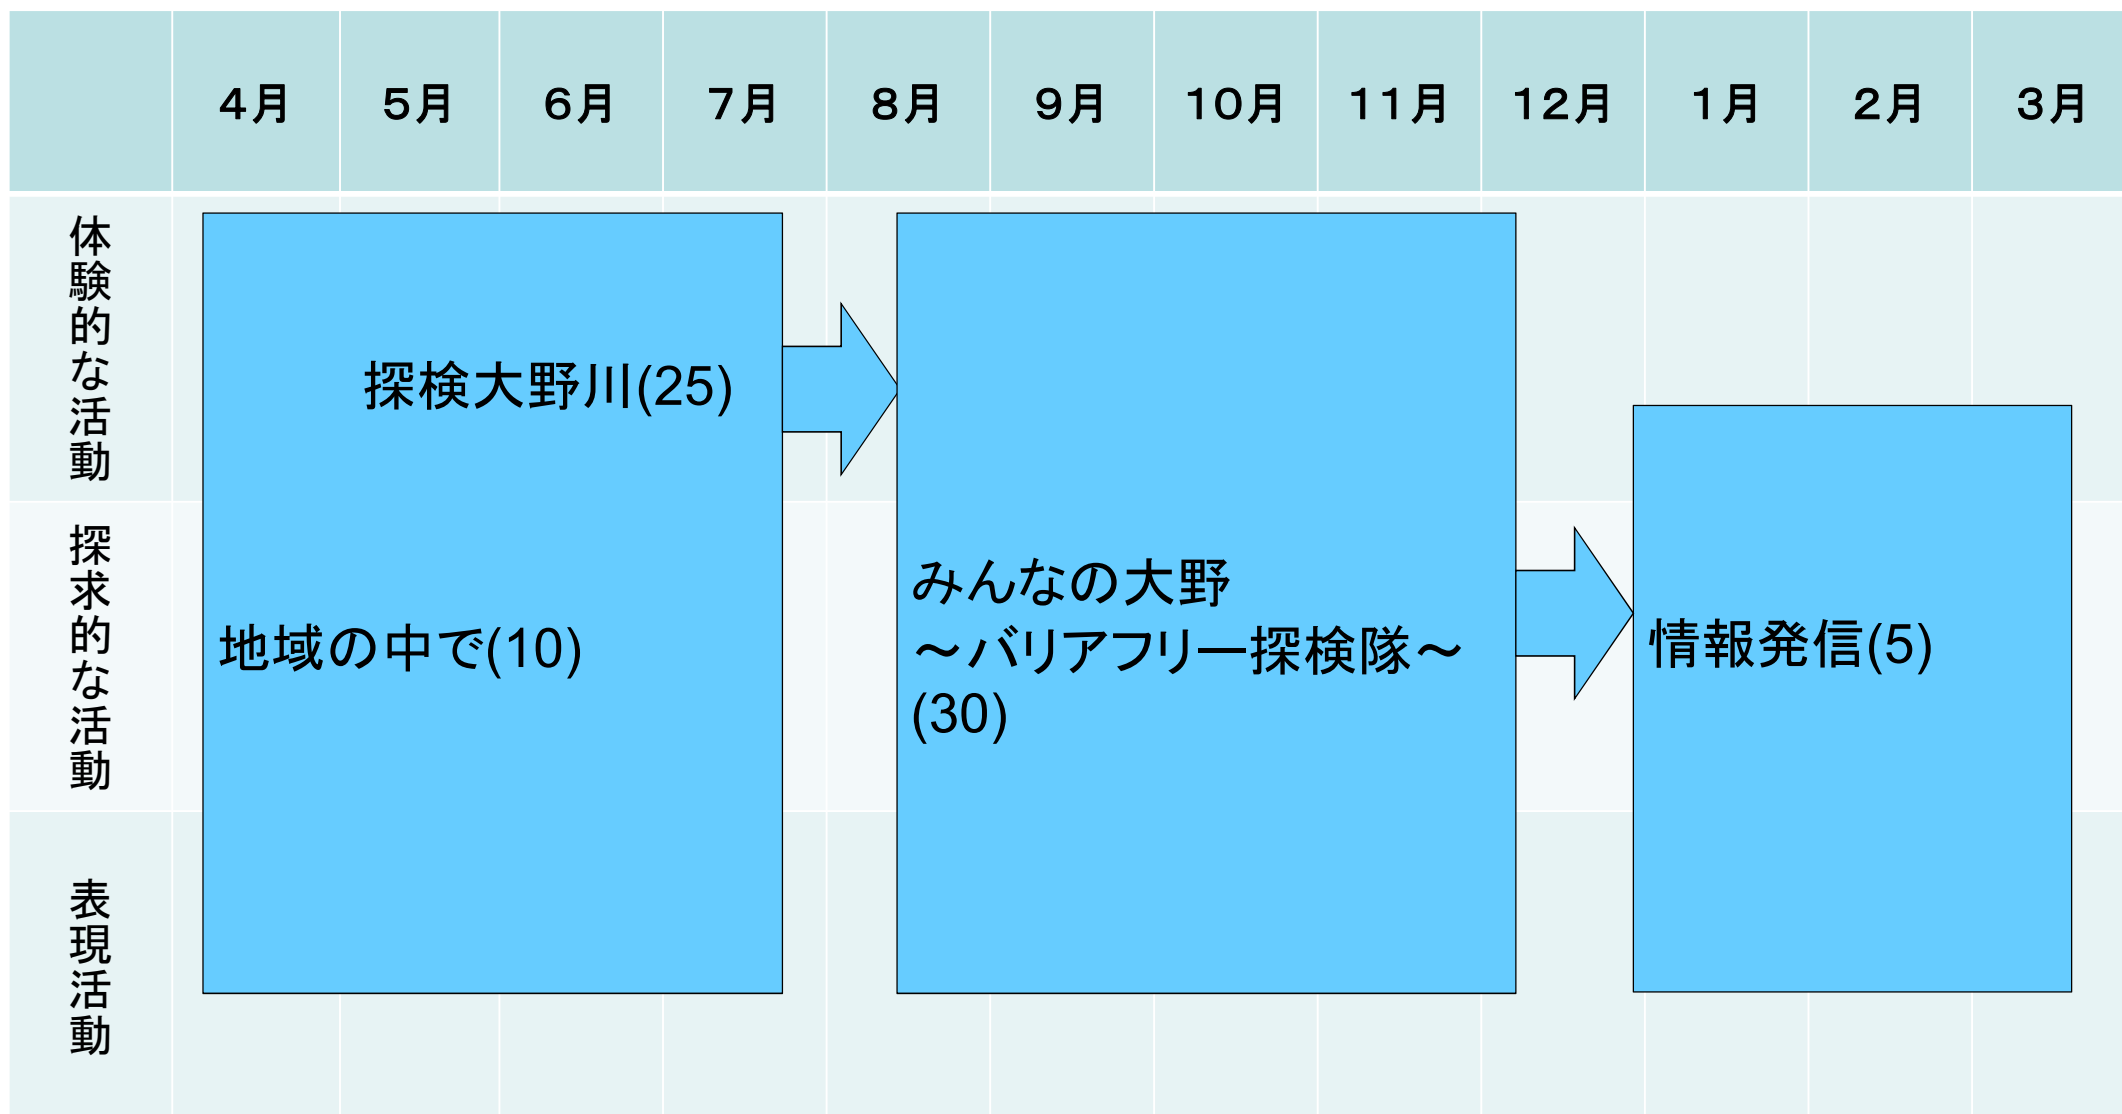 ４月 ５月 ６月 ７月 ８月 ９月 １０月 １１月 １２月 １月 ２月 ３月
体験的な活動
探検大野川(25)
探求的な活動
地域の中で(10)
みんなの大野
～バリアフリー探検隊～
(30)
情報発信(5)
表現活動